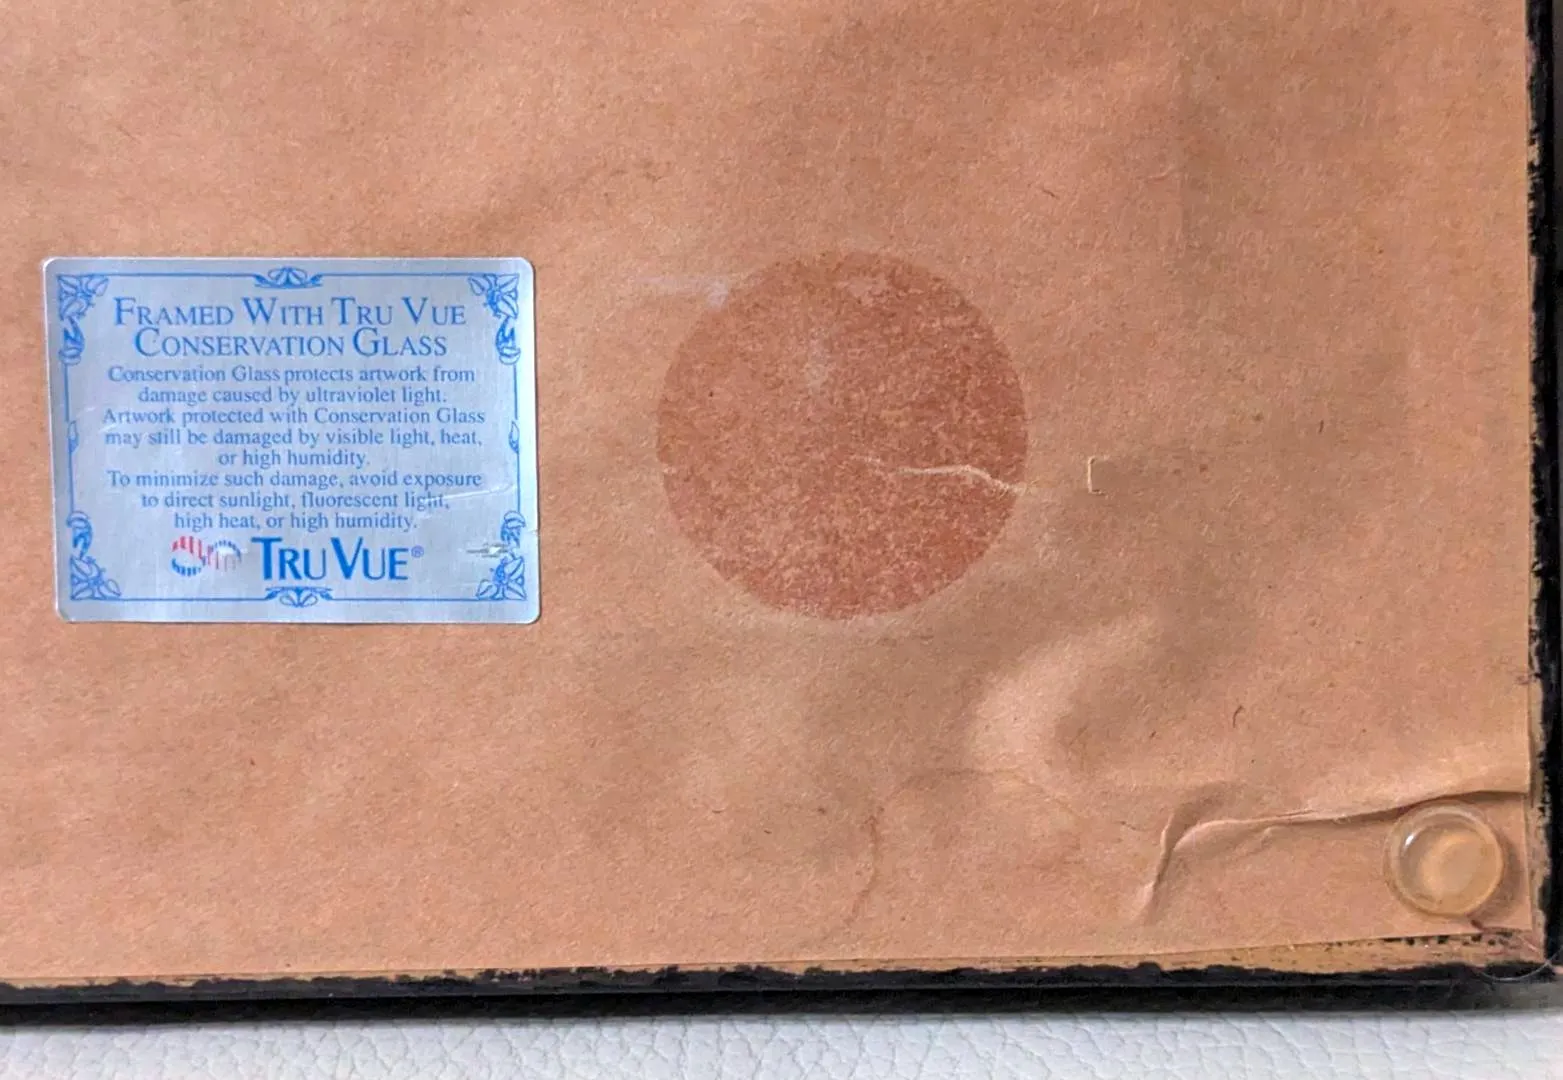 FRAMED WITH TRU VUE
CONSERVATION GLASS
Conservation Glass protects artwork from
damage caused by ultraviolet light.
Artwork protected with Conservation Glass
may still be damaged by visible light, heat,
or high humidity.
To minimize such damage, avoid exposure
to direct sunlight, fluorescent light,
high heat, or high humidity.
TRU VUE®